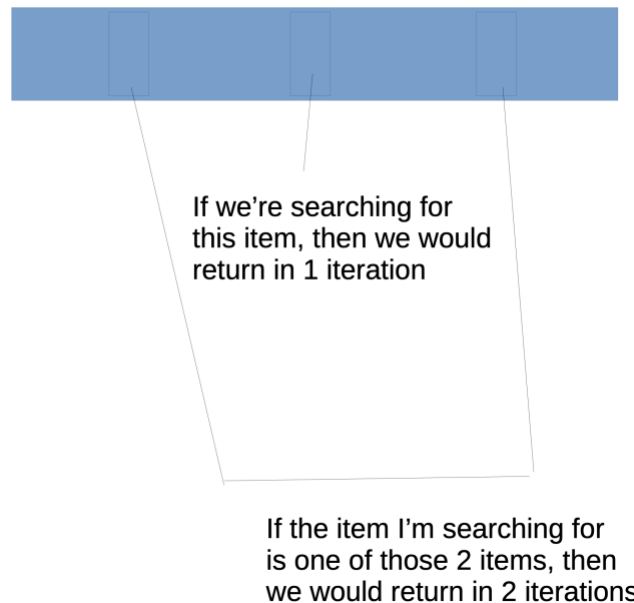 If we’re searching for
this item, then we would
return in 1 iteration
If the item I’m searching for
is one of those 2 items, then
we would return in 2 iterations